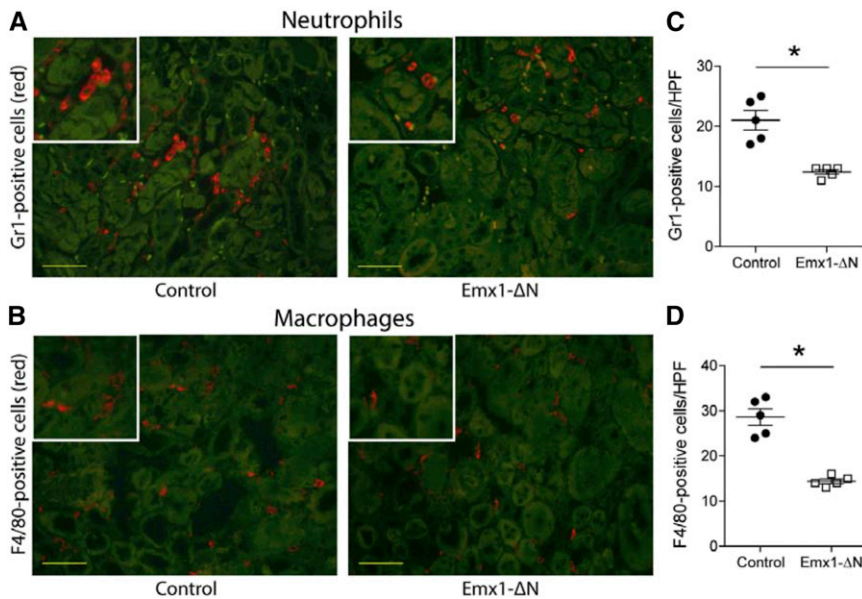 A
Neutrophils
Gr1-positive cells (red)
Control
Emx1-ΔN
B
Macrophages
F4/80-positive cells (red)
Control
Emx1-ΔN
C
*
Gr1-positive cells/HPF
30
20
10
0
Control
Emx1-ΔN
D
*
F4/80-positive cells/HPF
40
30
20
10
0
Control
Emx1-ΔN